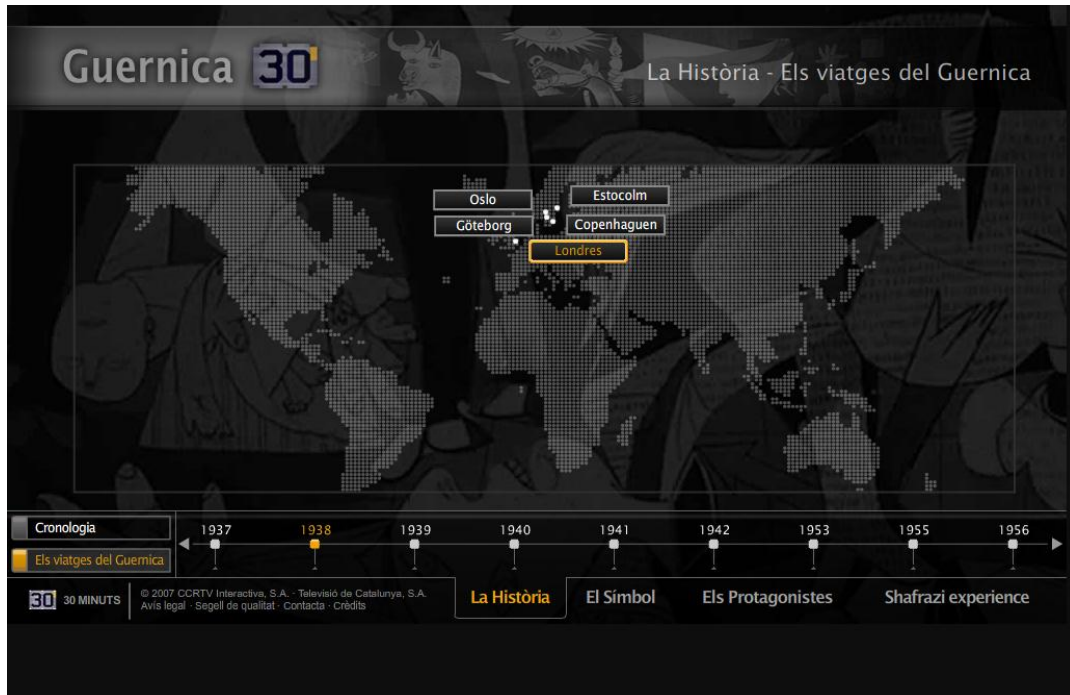 Guernica 30'
La Història - Els viatges del Guernica
Oslo
Estocolm
Göteborg
Copenhaguen
Londres
Cronologia
Els viatges del Guernica
1937 1938 1939 1940 1941 1942 1953 1955 1956
30' 30 MINUTS
© 2007 CCRTV Interactiva, S.A. · Televisió de Catalunya, S.A.
Avís legal · Segell de qualitat · Contacta · Crèdits
La Història El Símbol Els Protagonistes Shafrazi experience